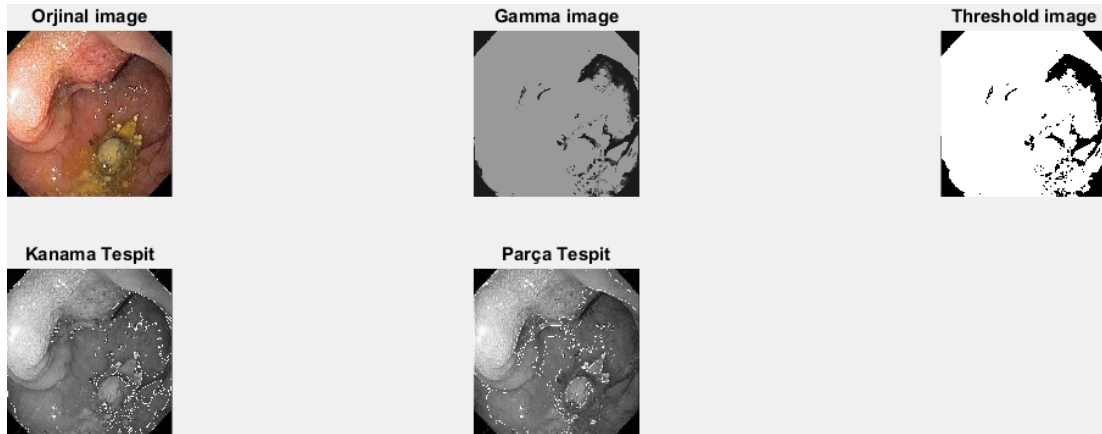 Orjinal image
Gamma image
Threshold image
Kanama Tespit
Parça Tespit